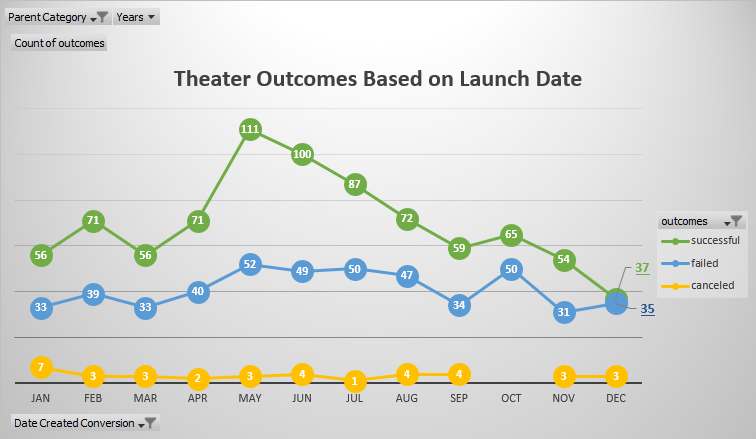 Parent Category Years
Count of outcomes
Theater Outcomes Based on Launch Date
111
100
87
71 71 72
56 56 59 65 54
37
52 49 50 47 50
33 39 33 40 34 31 35
7 3 3 2 3 4 1 4 4 3 3
JAN FEB MAR APR MAY JUN JUL AUG SEP OCT NOV DEC
outcomes
successful
failed
canceled
Date Created Conversion